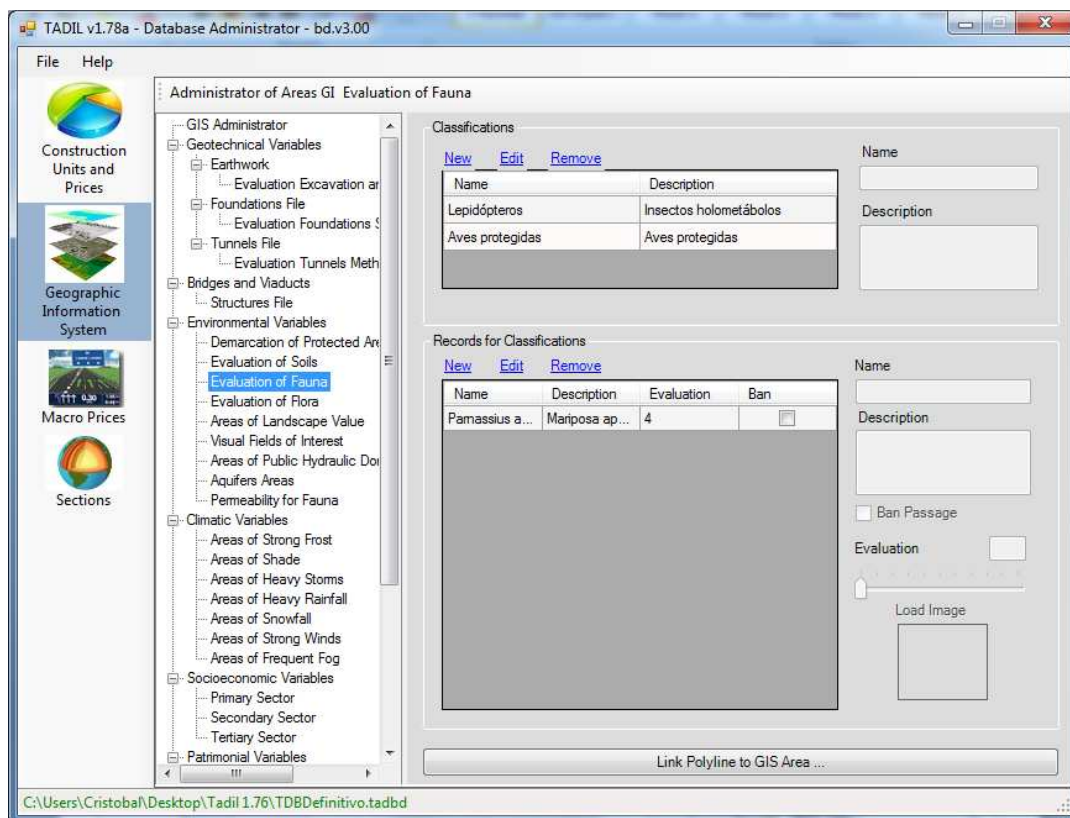 TADIL v1.78a - Database Administrator - bd.v3.00
File Help
Construction
Units and
Prices
Geographic
Information
System
Macro Prices
Sections
Administrator of Areas GI Evaluation of Fauna
GIS Administrator
Geotechnical Variables
Earthwork
Evaluation Excavation ar
Foundations File
Evaluation Foundations S
Tunnels File
Evaluation Tunnels Meth
Bridges and Viaducts
Structures File
Environmental Variables
Demarcation of Protected Are
Evaluation of Soils
Evaluation of Fauna
Evaluation of Flora
Areas of Landscape Value
Visual Fields of Interest
Areas of Public Hydraulic Dor
Aquifers Areas
Permeability for Fauna
Climatic Variables
Areas of Strong Frost
Areas of Shade
Areas of Heavy Storms
Areas of Heavy Rainfall
Areas of Snowfall
Areas of Strong Winds
Areas of Frequent Fog
Socioeconomic Variables
Primary Sector
Secondary Sector
Tertiary Sector
Patrimonial Variables
Classifications
New Edit Remove
Name Description
Lepidópteros Insectos holometábolos
Aves protegidas Aves protegidas
Name
Description
Records for Classifications
New Edit Remove
Name Description Evaluation Ban
Parnassius a... Mariposa ap... 4
Name
Description
Ban Passage
Evaluation
Load Image
Link Polyline to GIS Area ...
C:\Users\Cristobal\Desktop\Tadil 1.76\TDBDefinitivo.tadbd